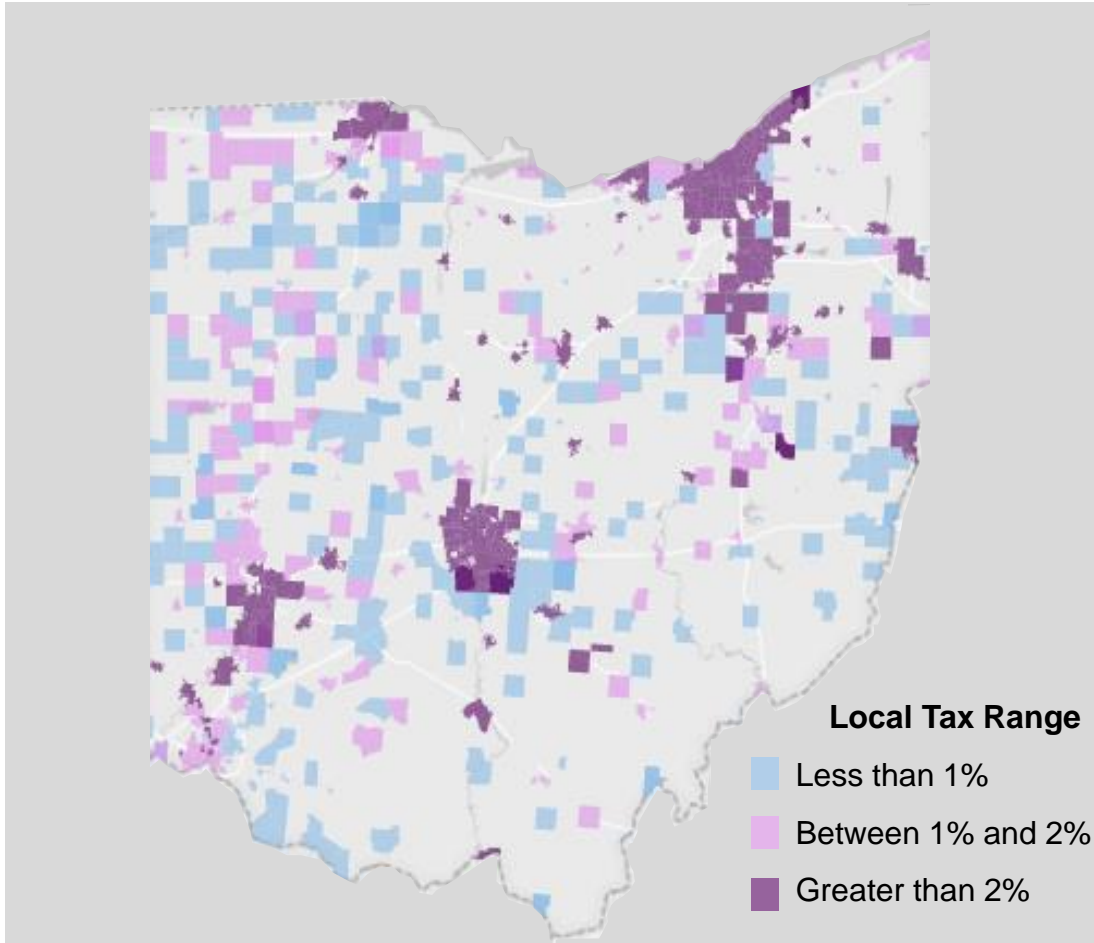 Local Tax Range
Less than 1%
Between 1% and 2%
Greater than 2%